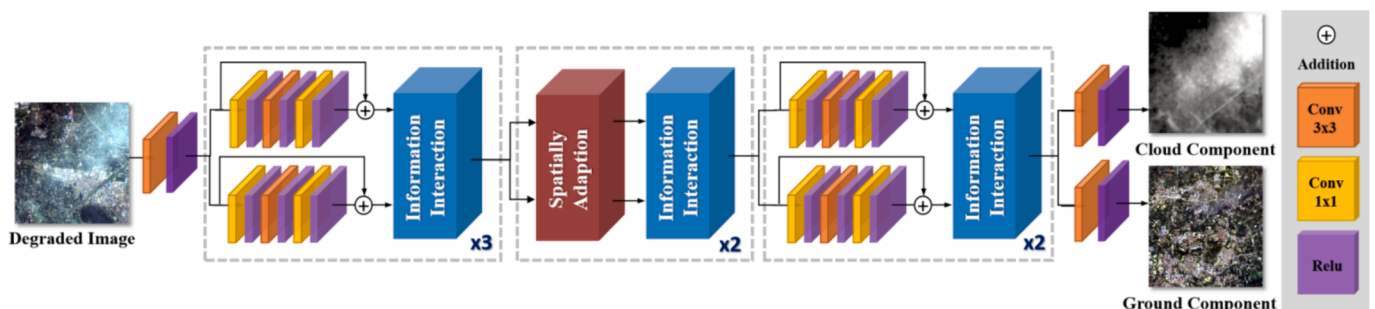 Degraded Image
Information
Interaction
x3
Spatially
Adaption
Information
Interaction
x2
Information
Interaction
x2
Cloud Component
Ground Component
Addition
Conv
3x3
Conv
1x1
Relu